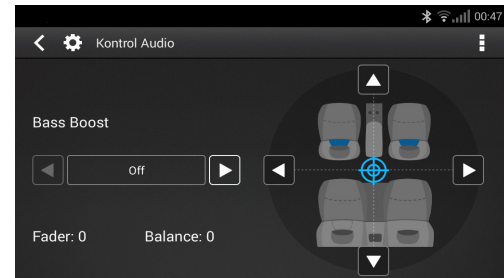 00:47
Kontrol Audio
Bass Boost
Off
Fader: 0 Balance: 0